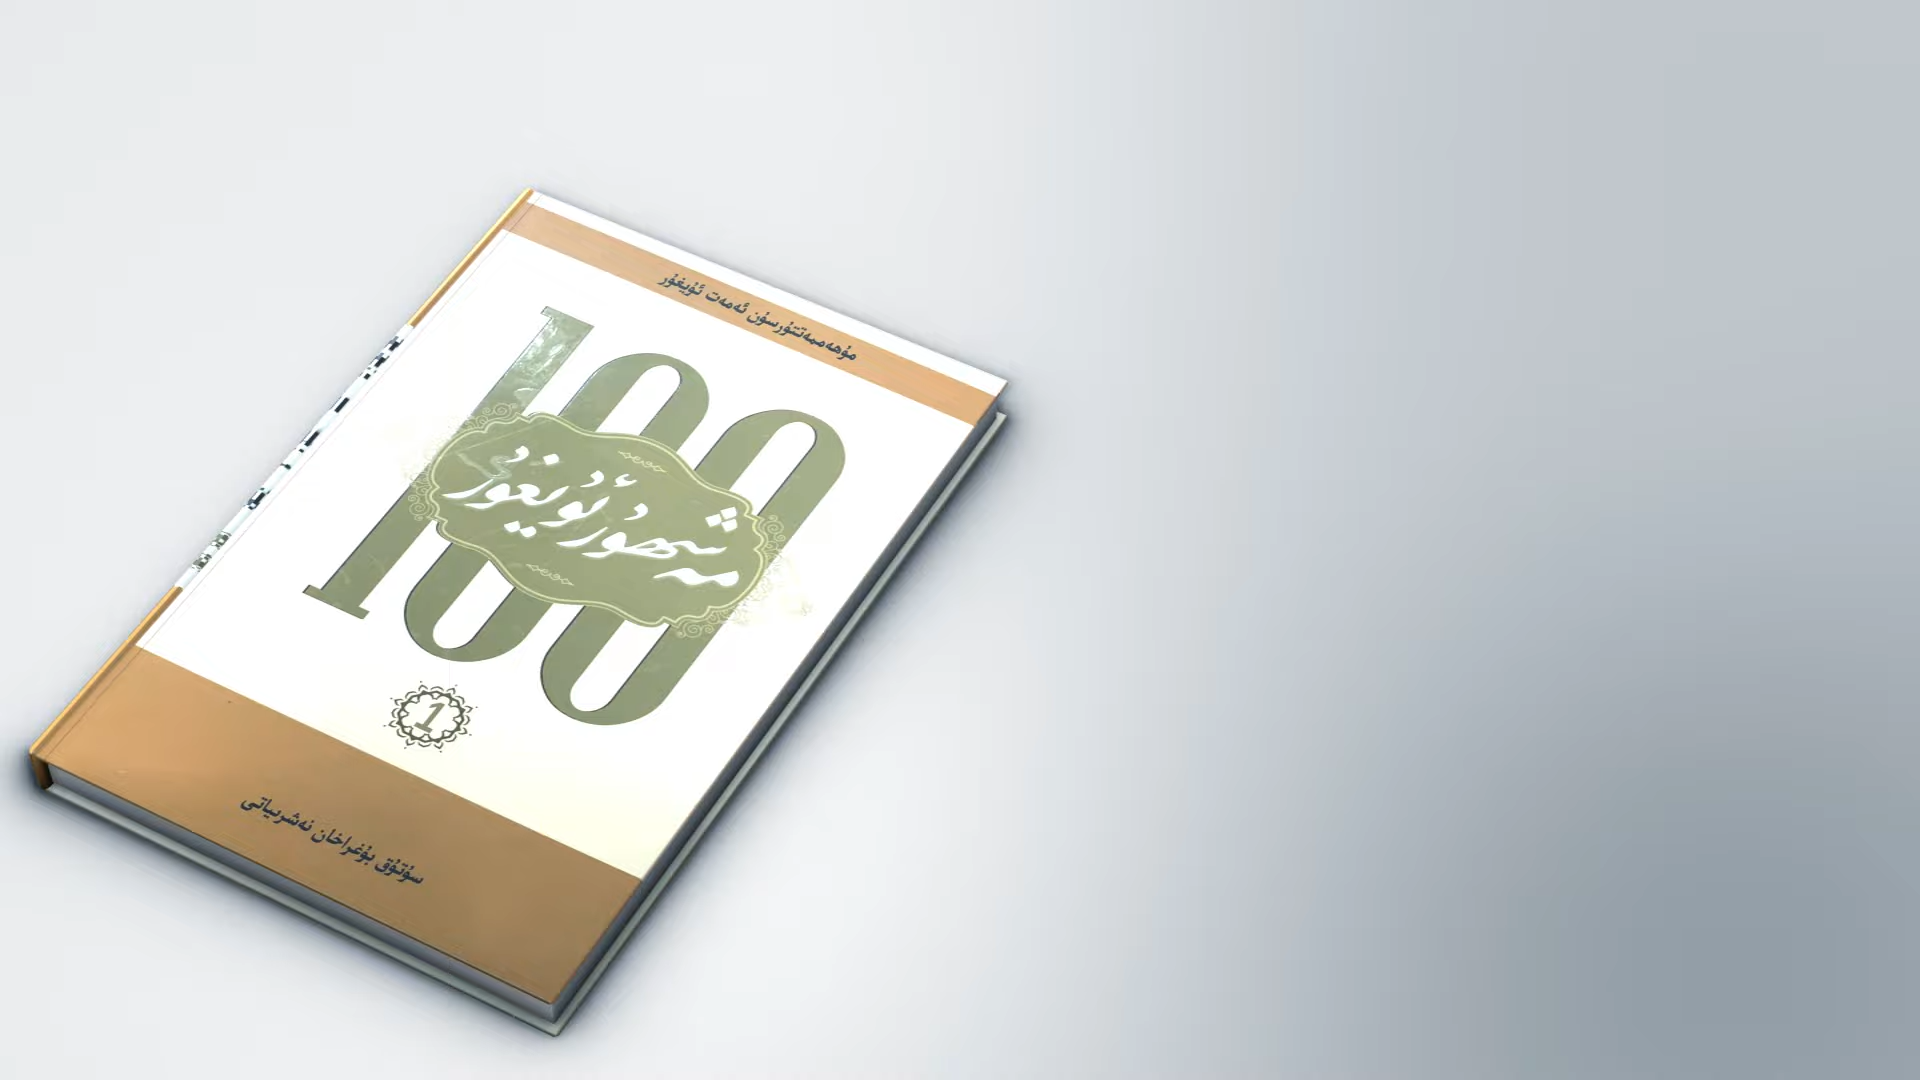 مۇھەممەتتۇرسۇن ئەمەت ئۇيغۇر
100
مەشھۇر ئۇيغۇر
1
سۇتۇق بۇغراخان نەشرىياتى